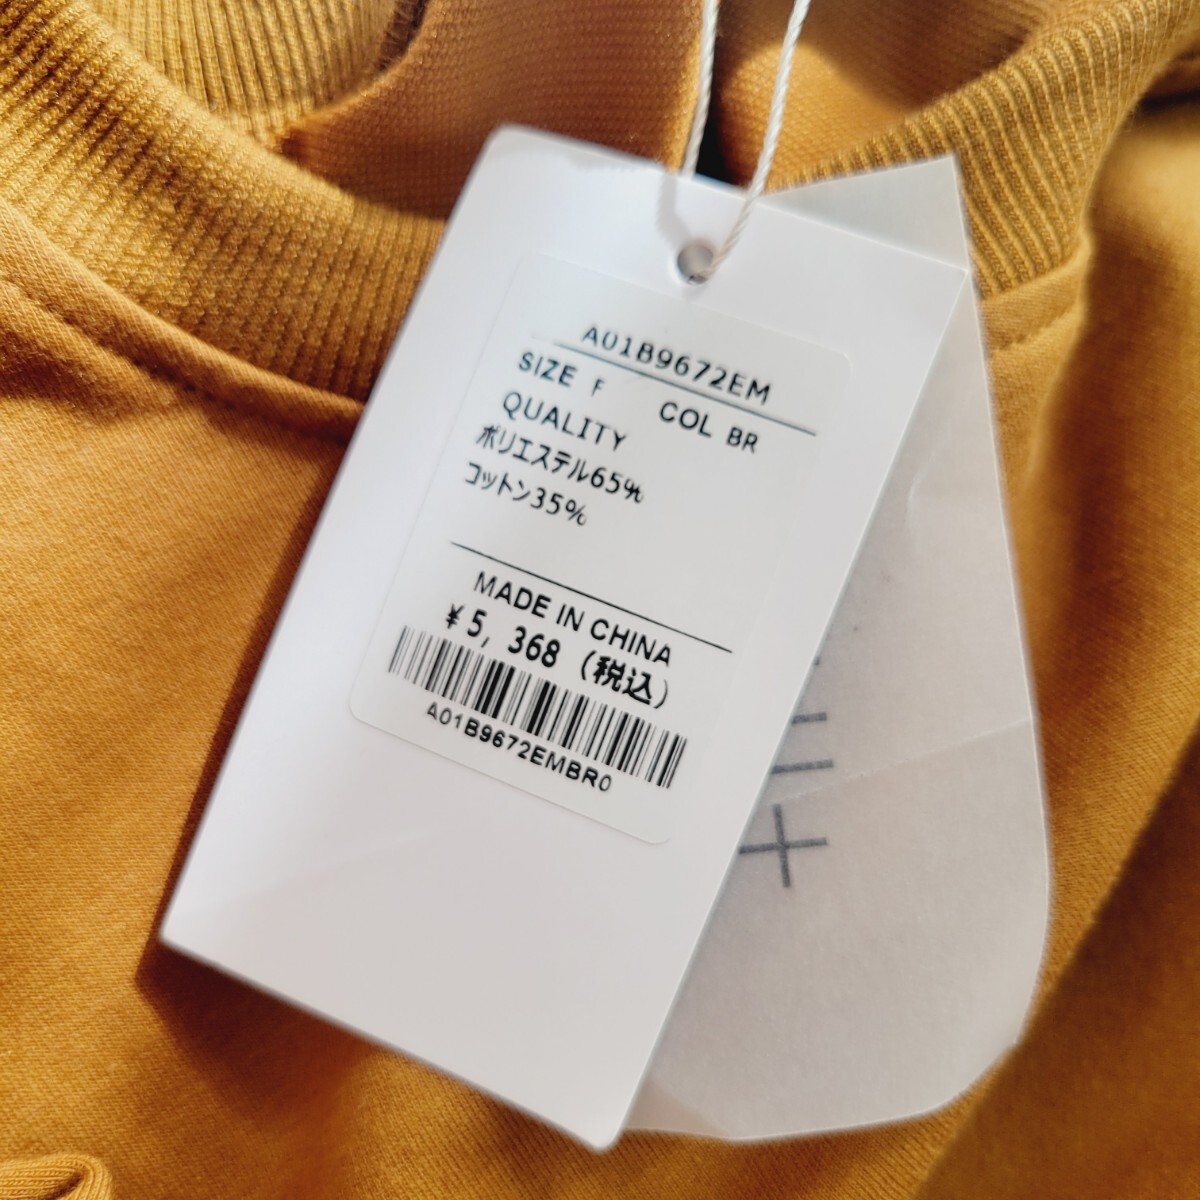 A01B9672EM
SIZE F COL BR
QUALITY
ポリエステル65%
コットン35%
MADE IN CHINA
¥5,368 (税込)
A01B9672EMBR0